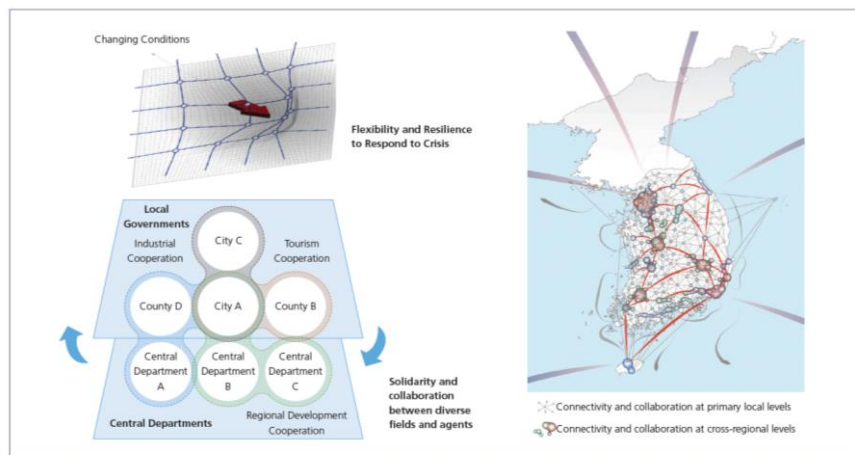 Changing Conditions
Flexibility and Resilience
to Respond to Crisis
Local
Governments
Industrial
Cooperation
City C
Tourism
Cooperation
County D
City A
County B
Central
Department
A
Central
Department
B
Central
Department
C
Central Departments
Regional Development
Cooperation
Solidarity and
collaboration
between diverse
fields and agents
Connectivity and collaboration at primary local levels
Connectivity and collaboration at cross-regional levels